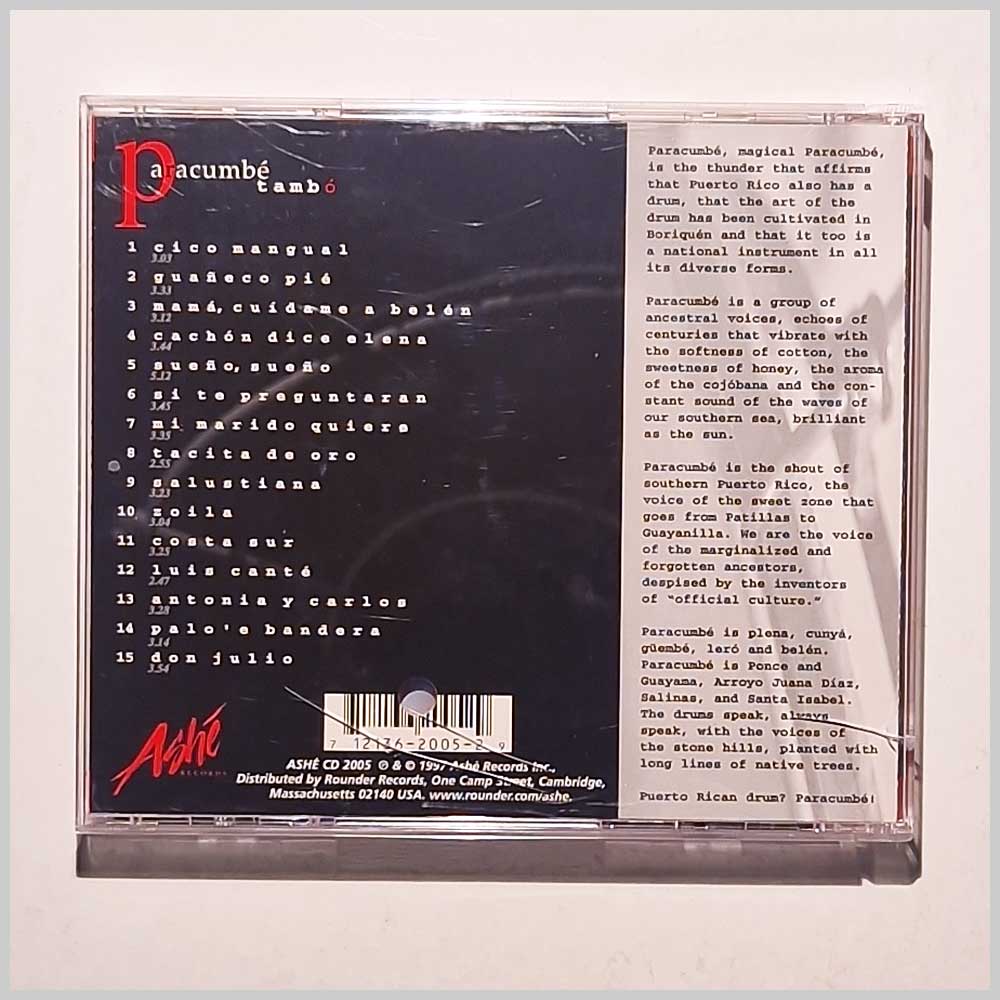 Paracumbé
tambó
1 cico mangual
3.03
2 guañeco pié
3.33
3 mamá, cuídame a belén
3.12
4 cachón dice elena
3.44
5 sueño, sueño
5.12
6 si te preguntaran
3.45
7 mi marido quiere
3.35
8 tacita de oro
2.55
9 salustiana
3.23
10 zoila
3.04
11 costa sur
3.25
12 luis canté
2.47
13 antonia y carlos
3.28
14 palo'e bandera
3.14
15 don julio
3.54
Ashé
RECORDS
7 12136-2005-2 9
ASHÉ CD 2005 ℗ & © 1997 Ashé Records Inc.,
Distributed by Rounder Records, One Camp Street, Cambridge,
Massachusetts 02140 USA. www.rounder.com/ashe.
Paracumbé, magical Paracumbé,
is the thunder that affirms
that Puerto Rico also has a
drum, that the art of the
drum has been cultivated in
Boriquén and that it too is
a national instrument in all
its diverse forms.
Paracumbé is a group of
ancestral voices, echoes of
centuries that vibrate with
the softness of cotton, the
sweetness of honey, the aroma
of the cojóbana and the con-
stant sound of the waves of
our southern sea, brilliant
as the sun.
Paracumbé is the shout of
southern Puerto Rico, the
voice of the sweet zone that
goes from Patillas to
Guayanilla. We are the voice
of the marginalized and
forgotten ancestors,
despised by the inventors
of "official culture."
Paracumbé is plena, cunyá,
güembé, leró and belén.
Paracumbé is Ponce and
Guayama, Arroyo Juana Díaz,
Salinas, and Santa Isabel.
The drums speak, always
speak, with the voices of
the stone hills, planted with
long lines of native trees.
Puerto Rican drum? Paracumbé!